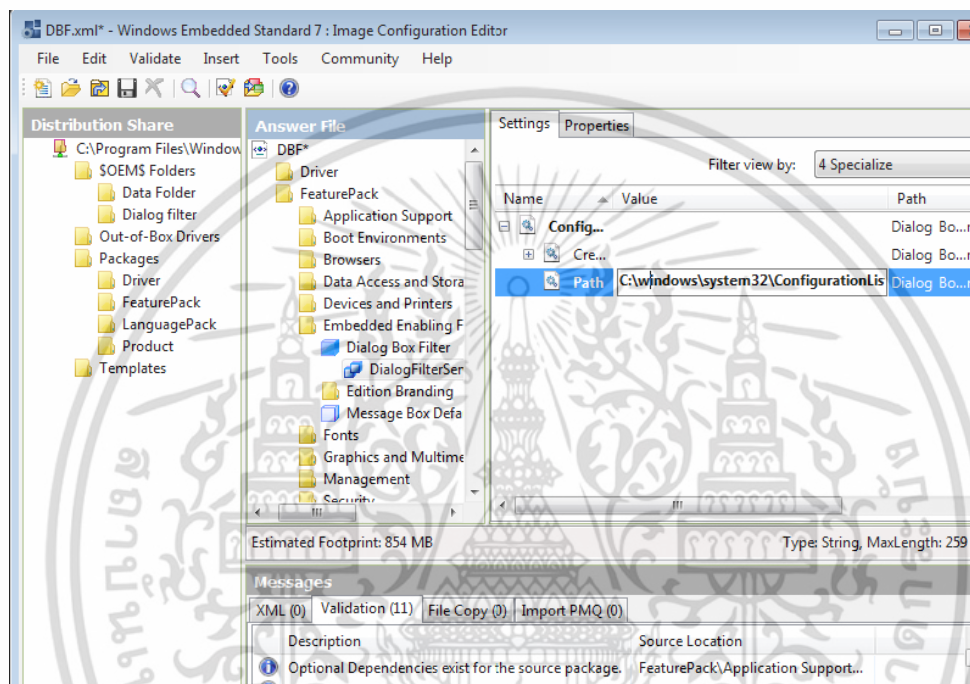 DBF.xml* - Windows Embedded Standard 7 : Image Configuration Editor
File Edit Validate Insert Tools Community Help
Distribution Share
C:\Program Files\Window
$OEM$ Folders
Data Folder
Dialog filter
Out-of-Box Drivers
Packages
Driver
FeaturePack
LanguagePack
Product
Templates
Answer File
DBF*
Driver
FeaturePack
Application Support
Boot Environments
Browsers
Data Access and Stora
Devices and Printers
Embedded Enabling F
Dialog Box Filter
DialogFilterSer
Edition Branding
Message Box Defa
Fonts
Graphics and Multime
Management
Security
Settings Properties
Filter view by: 4 Specialize
Name Value Path
Config... Dialog Bo...r
Cre... Dialog Bo...r
Path C:\windows\system32\ConfigurationLis Dialog Bo...r
Estimated Footprint: 854 MB Type: String, MaxLength: 259
Messages
XML (0) Validation (11) File Copy (0) Import PMQ (0)
Description Source Location
Optional Dependencies exist for the source package. FeaturePack\Application Support...